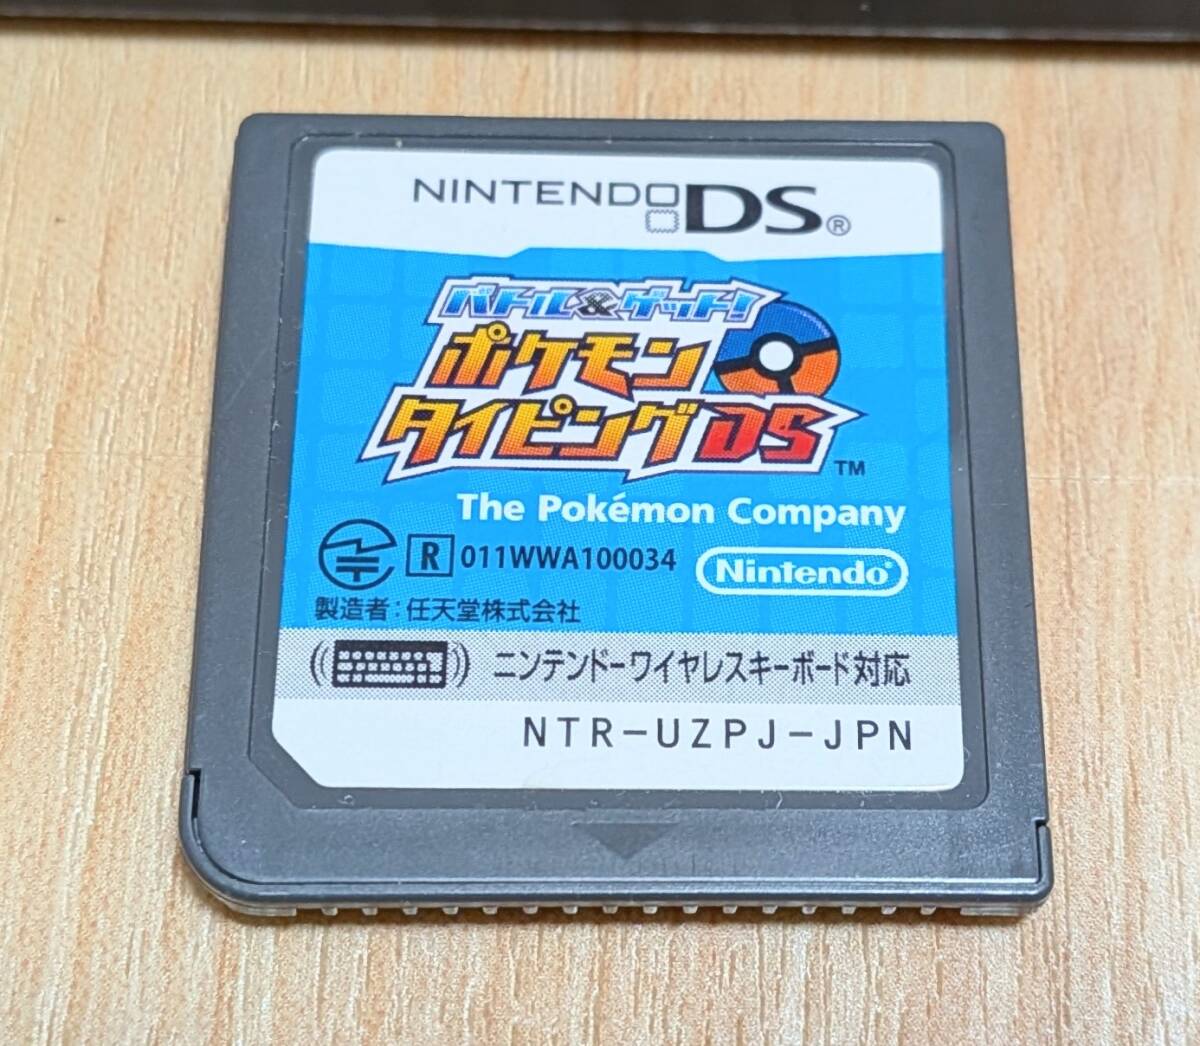 NINTENDO DS®
バトル&ゲット!
ポケモン
タイピングDS™
The Pokémon Company
R 011WWA100034
Nintendo®
製造者:任天堂株式会社
ニンテンドーワイヤレスキーボード対応
NTR-UZPJ-JPN